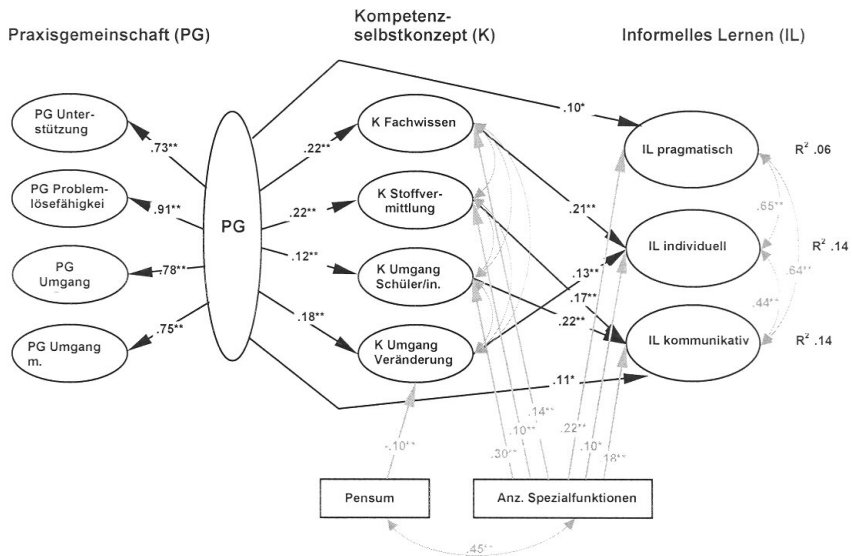 Praxisgemeinschaft (PG)
Kompetenz-
selbstkonzept (K)
Informelles Lernen (IL)
PG Unter-
stützung
PG Problem-
lösefähigkei
PG
Umgang
PG Umgang
m.
.73**
.91**
.78**
.75**
PG
.22**
.22**
.12**
.18**
K Fachwissen
K Stoffver-
mittlung
K Umgang
Schüler/in.
K Umgang
Veränderung
.10*
.21**
.13**
.17**
.22**
.11*
IL pragmatisch
IL individuell
IL kommunikativ
R² .06
R² .14
R² .14
.65**
.64**
.44**
-.10**
.30**
.10**
.14**
.22**
.10*
.18**
Pensum
Anz. Spezialfunktionen
.45**